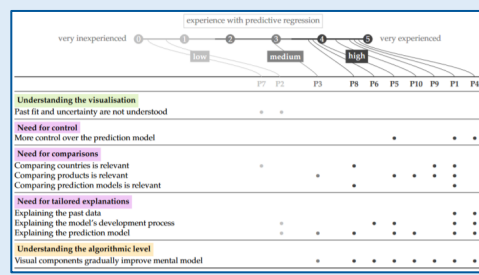 experience with predictive regression
very inexperienced 0 1 2 3 4 5 very experienced
low medium high
P7 P2 P3 P8 P6 P5 P10 P9 P1 P4
Understanding the visualisation
Past fit and uncertainty are not understood
Need for control
More control over the prediction model
Need for comparisons
Comparing countries is relevant
Comparing products is relevant
Comparing prediction models is relevant
Need for tailored explanations
Explaining the past data
Explaining the model's development process
Explaining the prediction model
Understanding the algorithmic level
Visual components gradually improve mental model